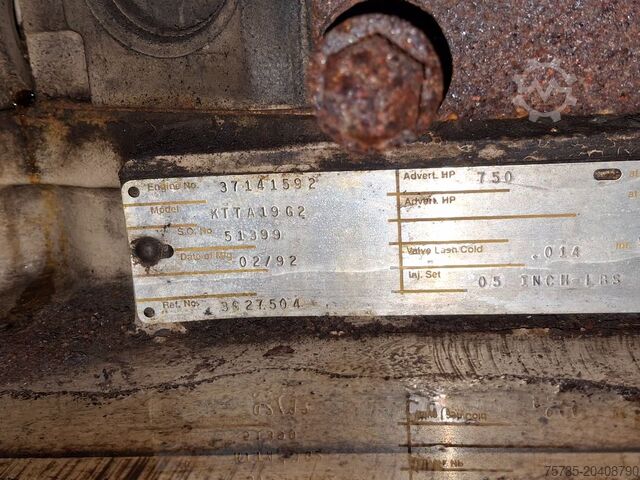 Engine No. 37141592
Advert. HP 750
Model KTTA19G2
Advert. HP
S.O. No. 51399
Date of Mfg 02/92
Valve Lash Cold .014
Inj. Set 05 INCH LBS
Ref. No. 3627504
75735-20408790